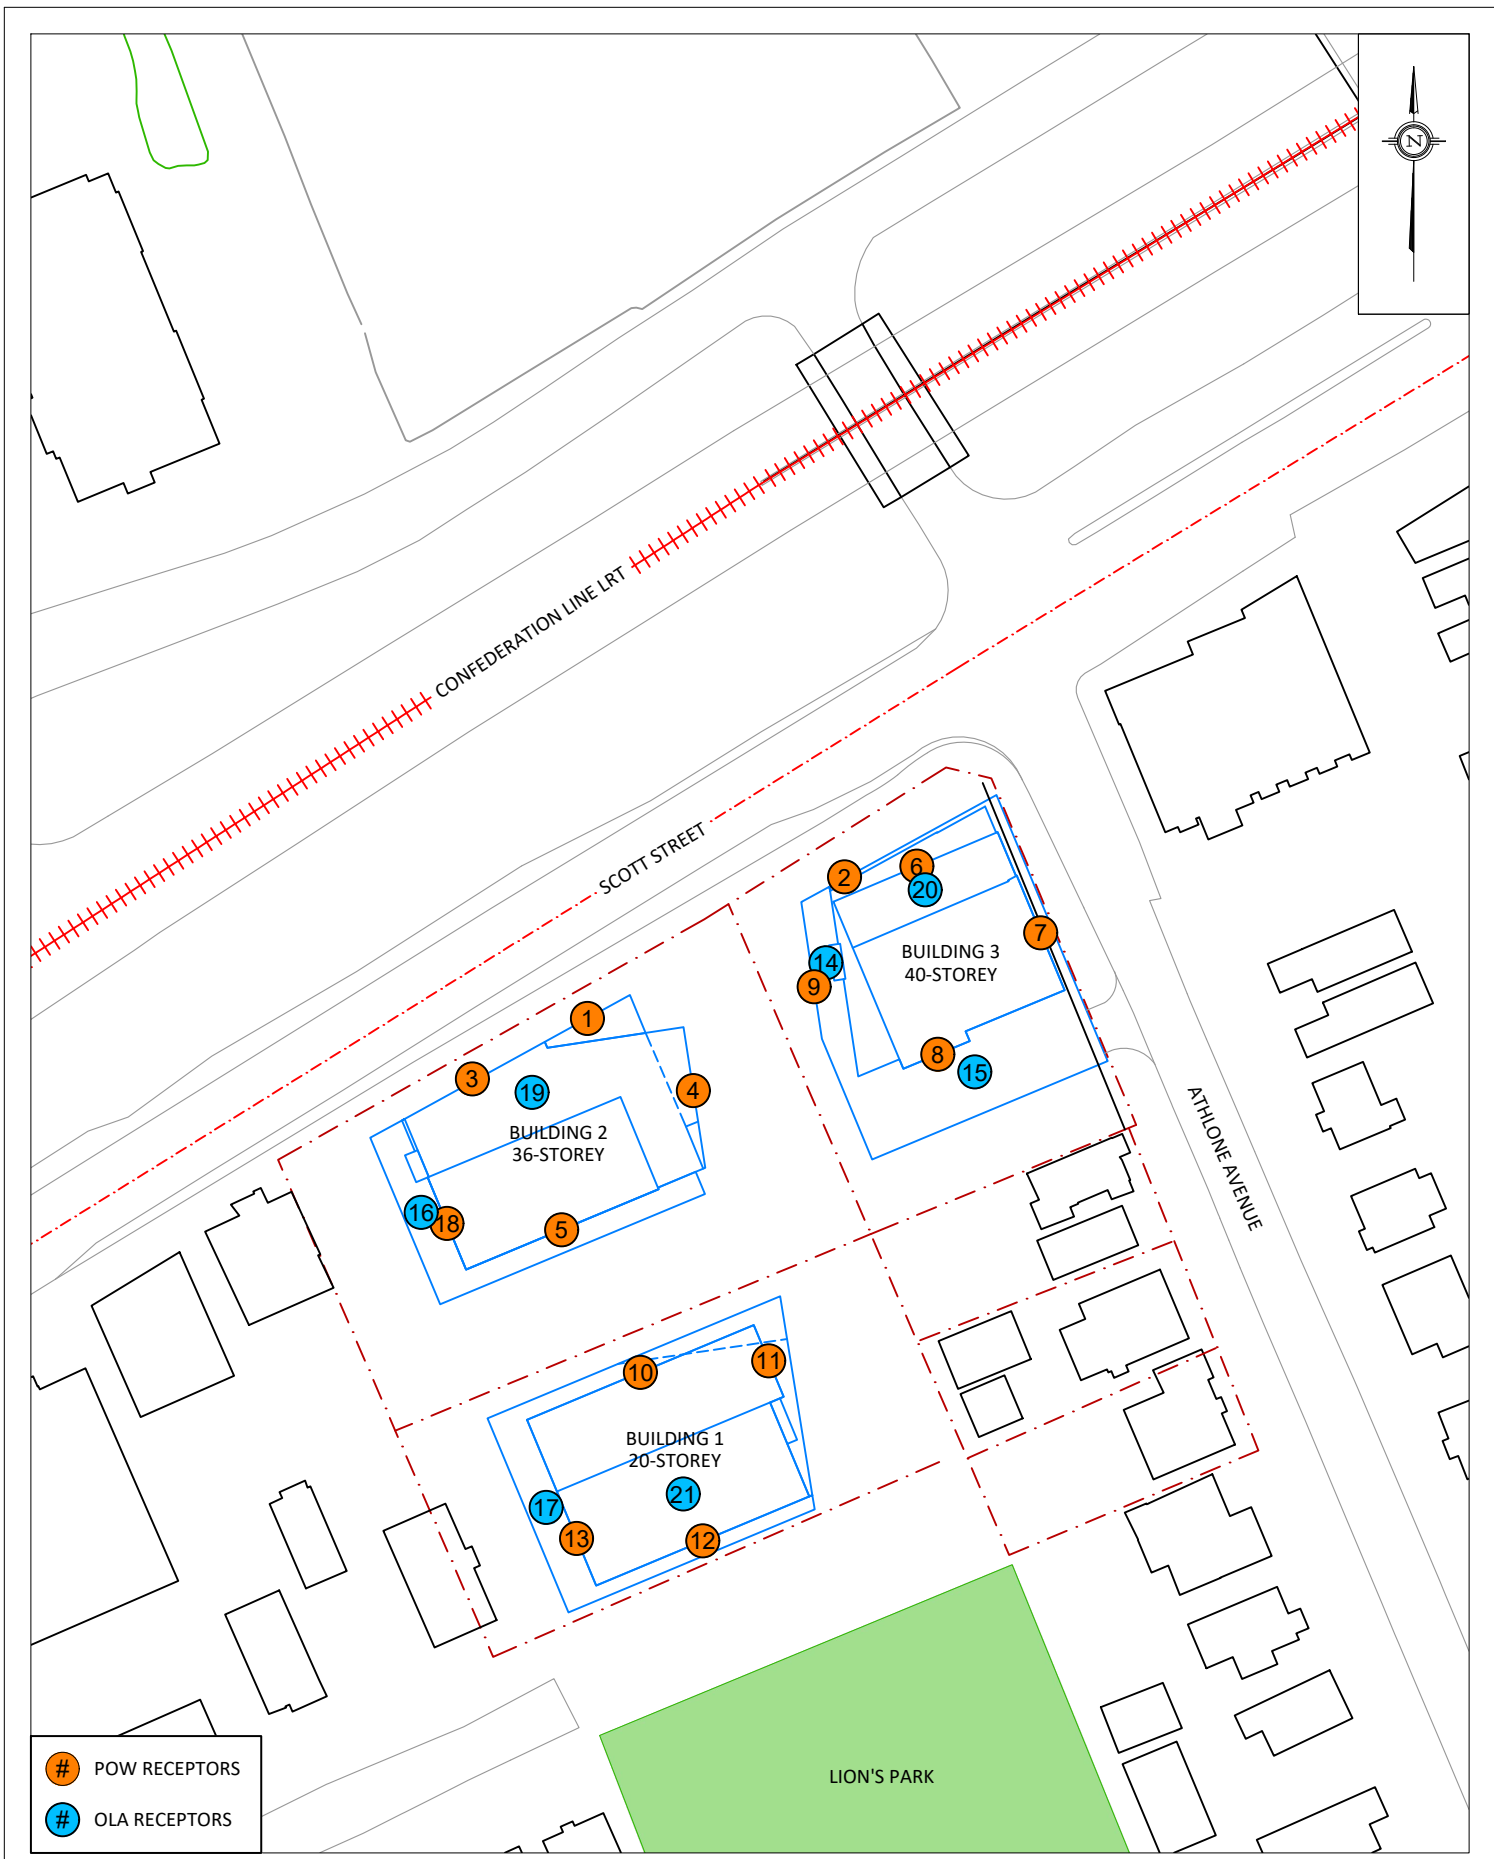 N
CONFEDERATION LINE LRT
SCOTT STREET
2
6
20
7
BUILDING 3
40-STOREY
14
9
8
15
1
3
19
4
BUILDING 2
36-STOREY
16
18
5
ATHLONE AVENUE
10
11
BUILDING 1
20-STOREY
17
21
13
12
LION'S PARK
# POW RECEPTORS
# OLA RECEPTORS